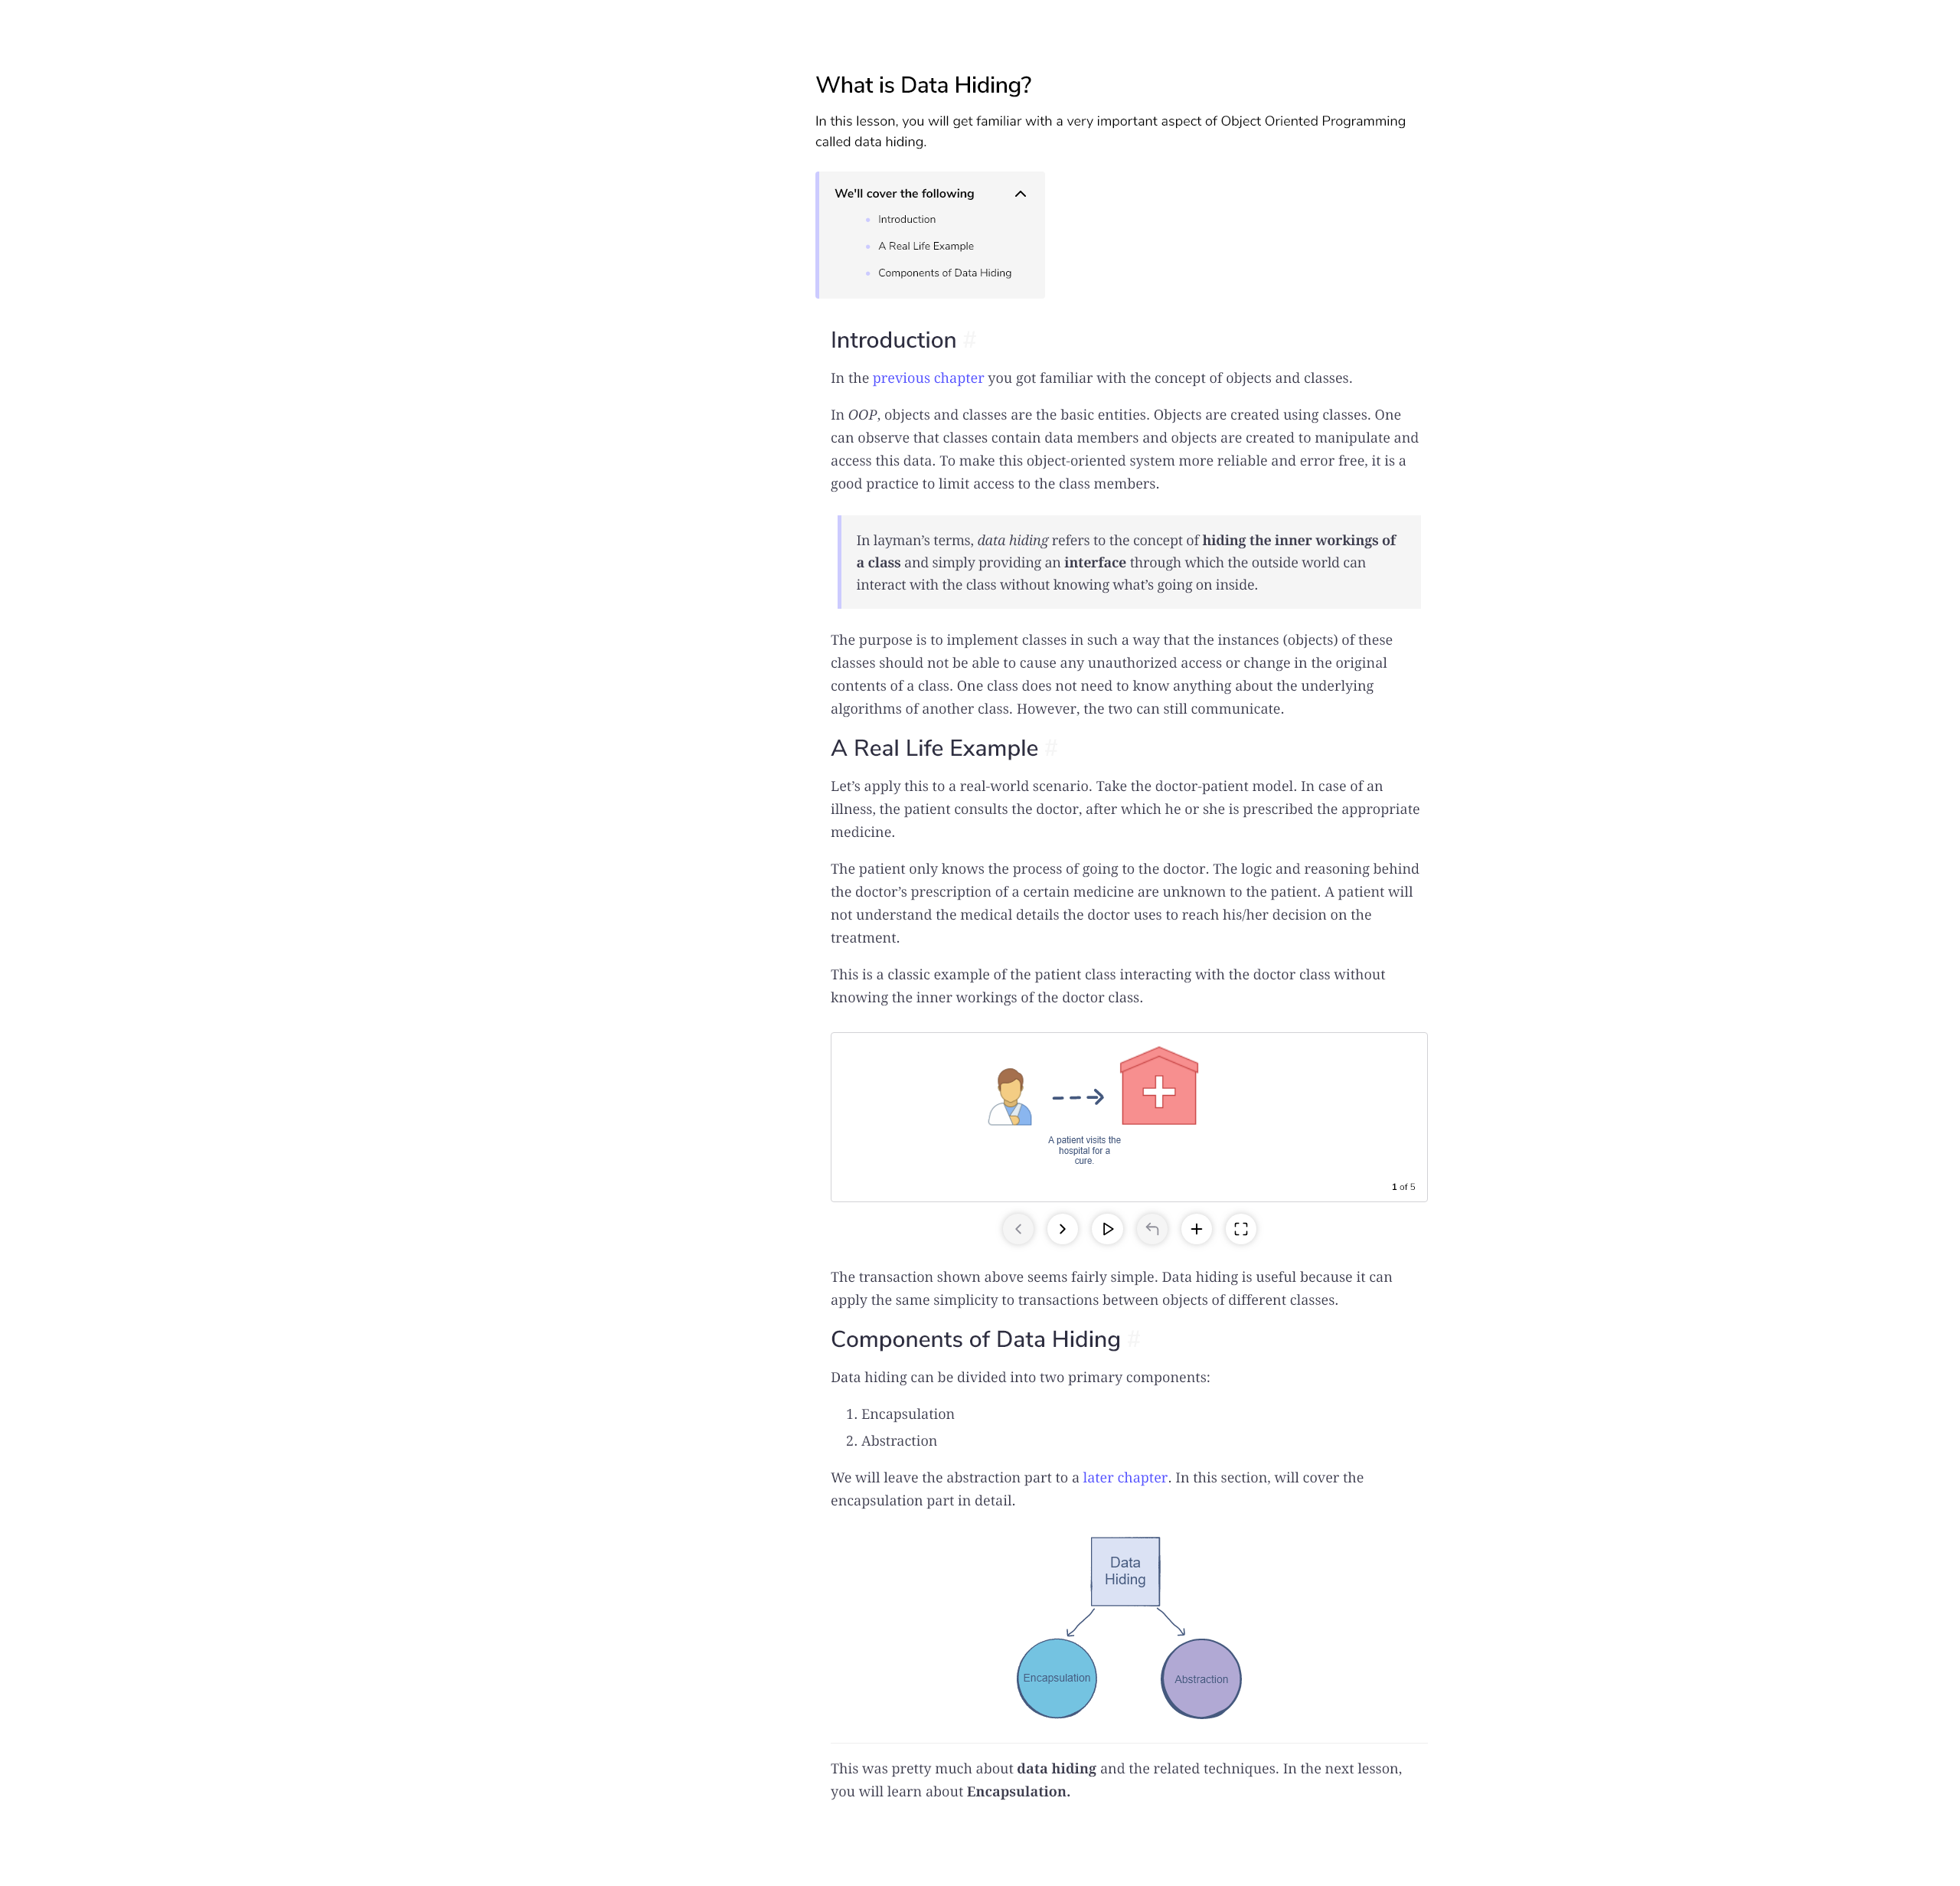 What is Data Hiding?
In this lesson, you will get familiar with a very important aspect of Object Oriented Programming
called data hiding.
We'll cover the following
Introduction
A Real Life Example
Components of Data Hiding
Introduction #
In the previous chapter you got familiar with the concept of objects and classes.
In OOP, objects and classes are the basic entities. Objects are created using classes. One
can observe that classes contain data members and objects are created to manipulate and
access this data. To make this object-oriented system more reliable and error free, it is a
good practice to limit access to the class members.
In layman’s terms, data hiding refers to the concept of hiding the inner workings of
a class and simply providing an interface through which the outside world can
interact with the class without knowing what’s going on inside.
The purpose is to implement classes in such a way that the instances (objects) of these
classes should not be able to cause any unauthorized access or change in the original
contents of a class. One class does not need to know anything about the underlying
algorithms of another class. However, the two can still communicate.
A Real Life Example #
Let’s apply this to a real-world scenario. Take the doctor-patient model. In case of an
illness, the patient consults the doctor, after which he or she is prescribed the appropriate
medicine.
The patient only knows the process of going to the doctor. The logic and reasoning behind
the doctor’s prescription of a certain medicine are unknown to the patient. A patient will
not understand the medical details the doctor uses to reach his/her decision on the
treatment.
This is a classic example of the patient class interacting with the doctor class without
knowing the inner workings of the doctor class.
A patient visits the
hospital for a
cure.
1 of 5
The transaction shown above seems fairly simple. Data hiding is useful because it can
apply the same simplicity to transactions between objects of different classes.
Components of Data Hiding #
Data hiding can be divided into two primary components:
1. Encapsulation
2. Abstraction
We will leave the abstraction part to a later chapter. In this section, will cover the
encapsulation part in detail.
Data
Hiding
Encapsulation
Abstraction
This was pretty much about data hiding and the related techniques. In the next lesson,
you will learn about Encapsulation.